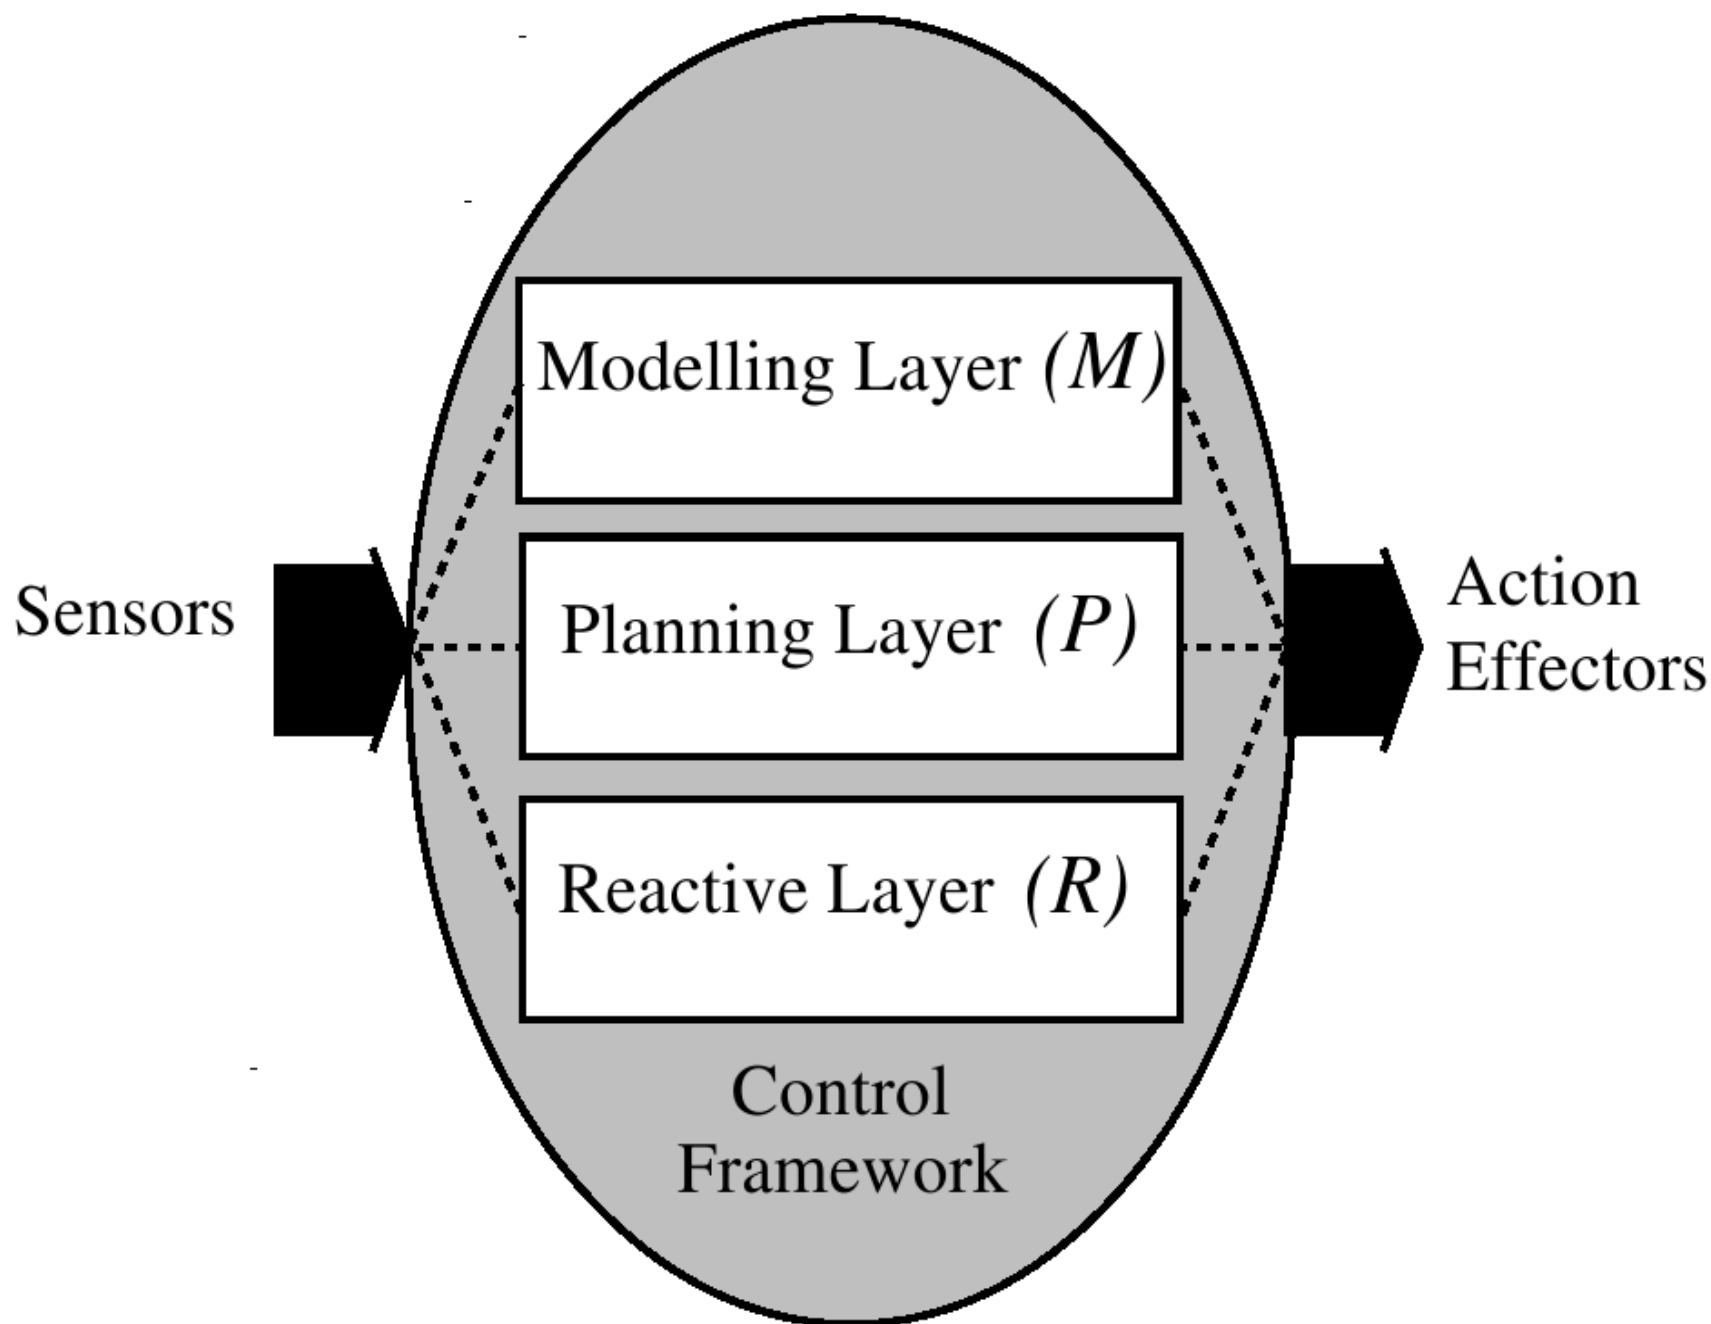 Modelling Layer (M)
Sensors
Planning Layer (P)
Action
Effectors
Reactive Layer (R)
Control
Framework